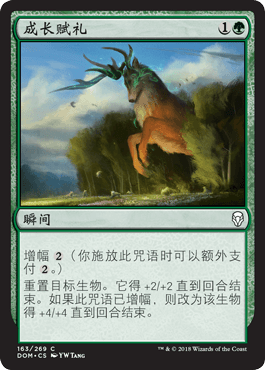 成长赋礼 1
瞬间
增幅 2（你施放此咒语时可以额外支
付 2。）
重置目标生物。它得 +2/+2 直到回合结
束。如果此咒语已增幅，则改为该生物
得 +4/+4 直到回合结束。
163/269 C
DOM • CS YW TANG
™ & © 2018 Wizards of the Coast